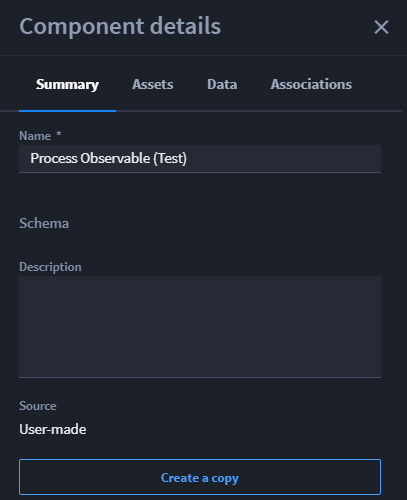 Component details
Summary Assets Data Associations
Name *
Process Observable (Test)
Schema
Description
Source
User-made
Create a copy